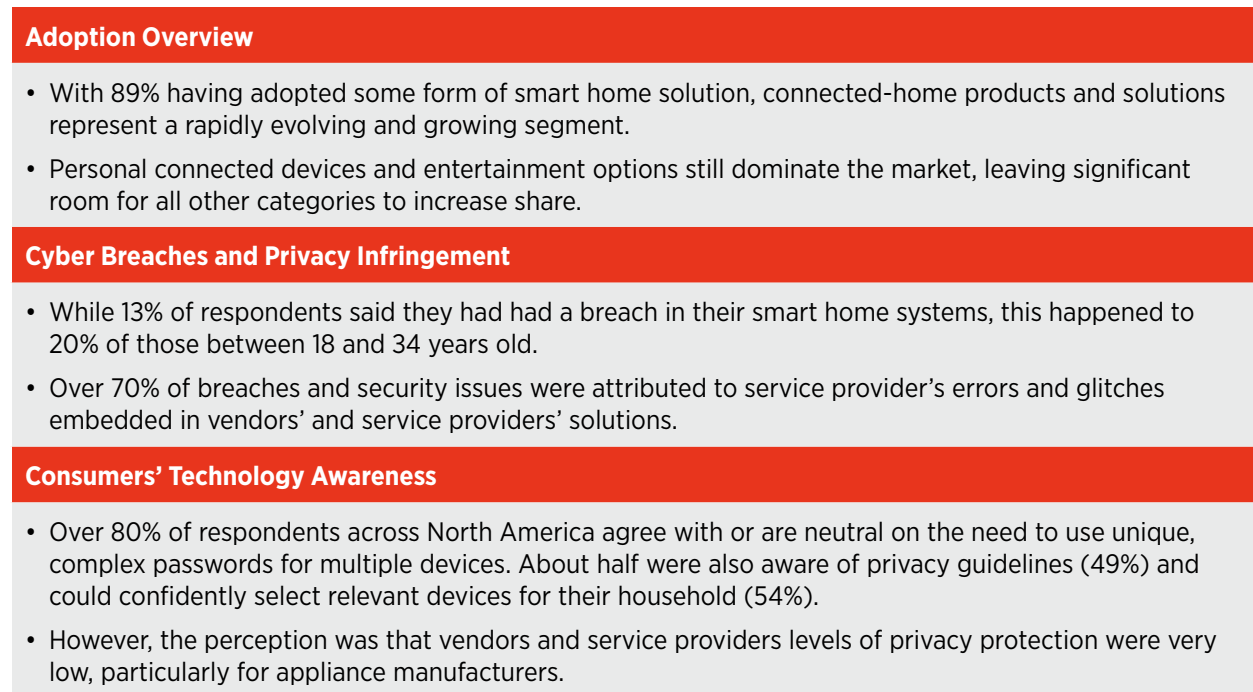 Adoption Overview
• With 89% having adopted some form of smart home solution, connected-home products and solutions
represent a rapidly evolving and growing segment.
• Personal connected devices and entertainment options still dominate the market, leaving significant
room for all other categories to increase share.
Cyber Breaches and Privacy Infringement
• While 13% of respondents said they had had a breach in their smart home systems, this happened to
20% of those between 18 and 34 years old.
• Over 70% of breaches and security issues were attributed to service provider’s errors and glitches
embedded in vendors’ and service providers’ solutions.
Consumers’ Technology Awareness
• Over 80% of respondents across North America agree with or are neutral on the need to use unique,
complex passwords for multiple devices. About half were also aware of privacy guidelines (49%) and
could confidently select relevant devices for their household (54%).
• However, the perception was that vendors and service providers levels of privacy protection were very
low, particularly for appliance manufacturers.